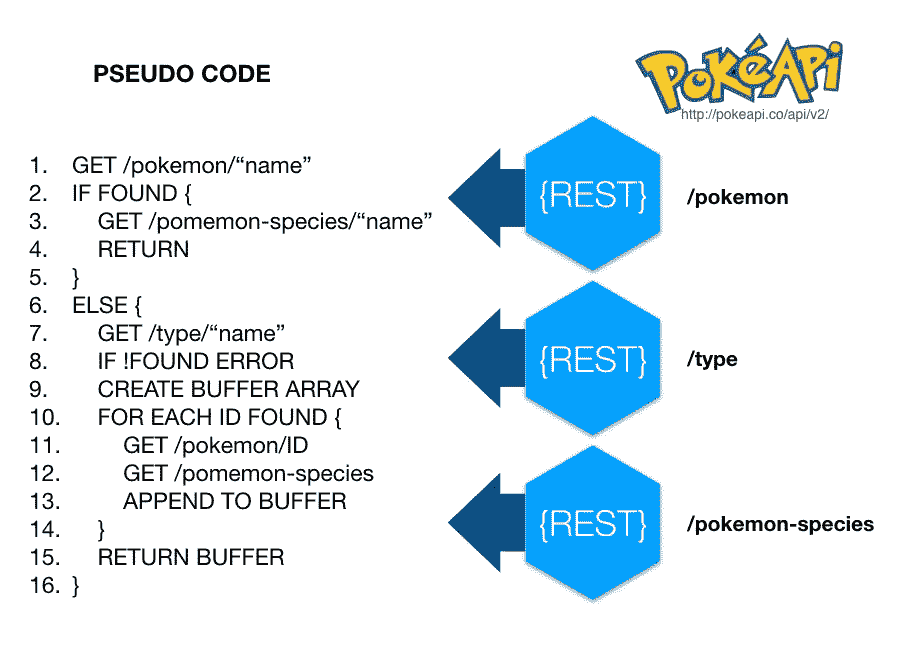 PSEUDO CODE
PokéApi
http://pokeapi.co/api/v2/
1. GET /pokemon/“name”
2. IF FOUND {
3. GET /pomemon-species/“name”
4. RETURN
5. }
6. ELSE {
7. GET /type/“name”
8. IF !FOUND ERROR
9. CREATE BUFFER ARRAY
10. FOR EACH ID FOUND {
11. GET /pokemon/ID
12. GET /pomemon-species
13. APPEND TO BUFFER
14. }
15. RETURN BUFFER
16. }
{REST}
/pokemon
{REST}
/type
{REST}
/pokemon-species